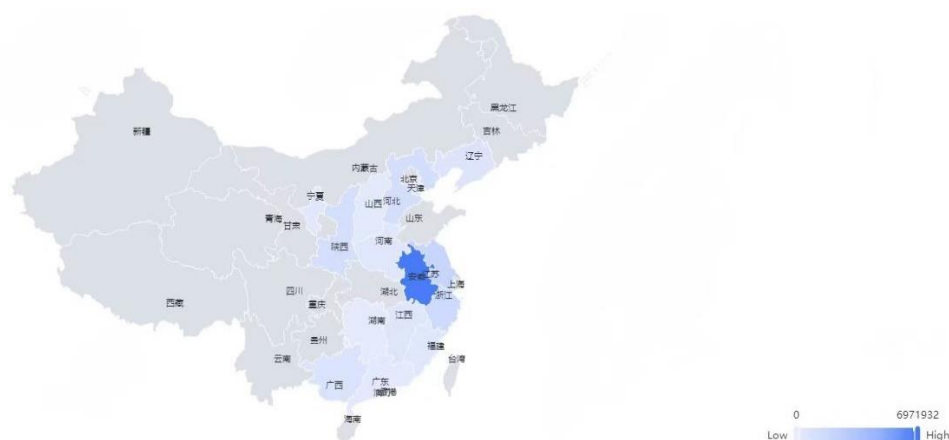 黑龙江
吉林
新疆
辽宁
内蒙古
北京
天津
宁夏
山西
河北
青海
甘肃
山东
陕西
河南
安徽
江苏
上海
四川
湖北
浙江
西藏
重庆
江西
湖南
贵州
福建
云南
台湾
广西
广东
海南
0 6971932
Low High